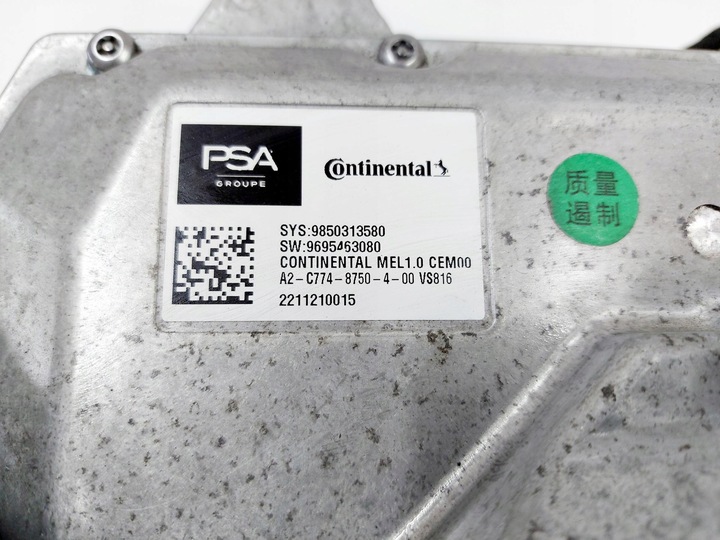 PSA
GROUPE
Continental
SYS:9850313580
SW:9695463080
CONTINENTAL MEL1.0 CEM00
A2-C774-8750-4-00 VS816
2211210015
质量
遏制